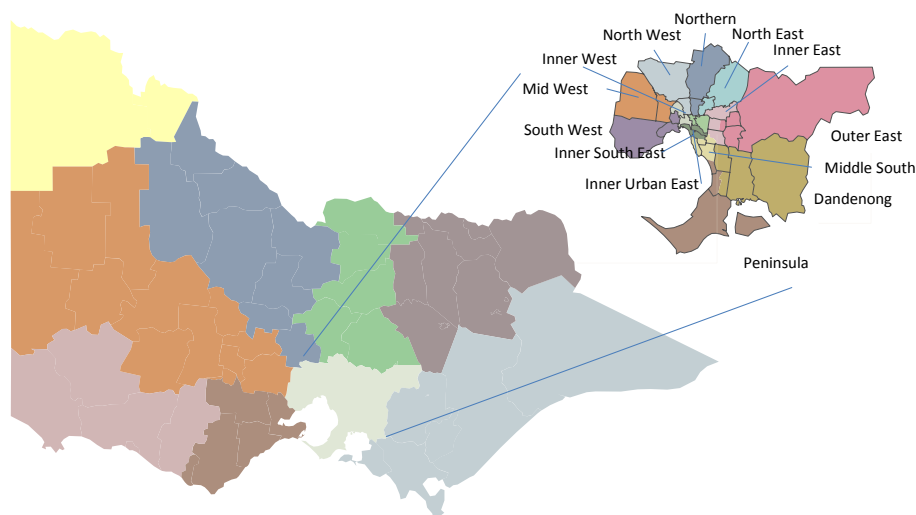 Northern
North West
North East
Inner East
Inner West
Mid West
South West
Outer East
Inner South East
Middle South
Inner Urban East
Dandenong
Peninsula